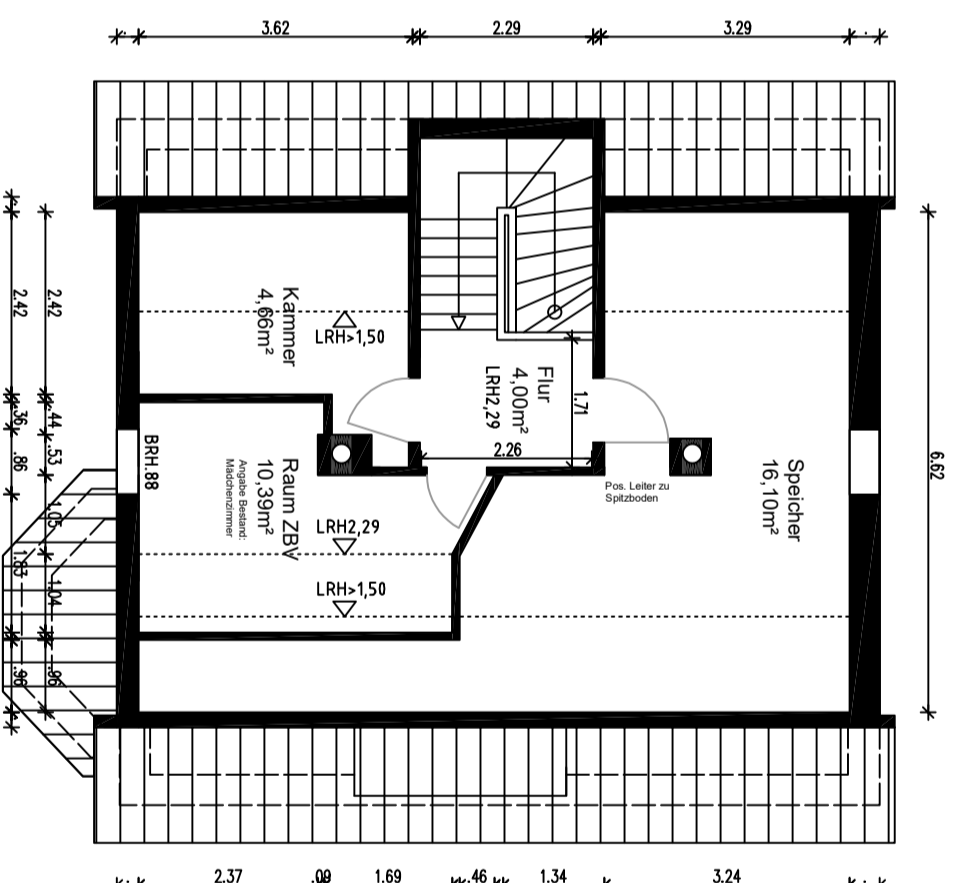 3.62
2.29
3.29
Kammer
4,66m²
LRH>1,50
Flur
4,00m²
LRH2,29
1.71
2.26
Speicher
16,10m²
Pos. Leiter zu
Spitzboden
BRH.88
Raum ZBV
10,39m²
Angabe Bestand:
Mädchenzimmer
LRH2,29
LRH>1,50
6.62
2.42
.44
.53
1.05
1.04
.96
2.42
.36
.86
1.83
.96
2.37
.09
1.69
.46
1.34
3.24